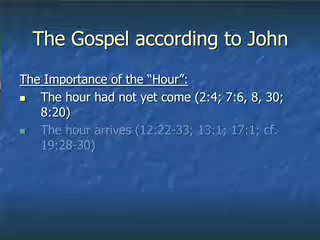 The Gospel according to John
The Importance of the “Hour”:
The hour had not yet come (2:4; 7:6, 8, 30;
8:20)
The hour arrives (12:22-33; 13:1; 17:1; cf.
19:28-30)